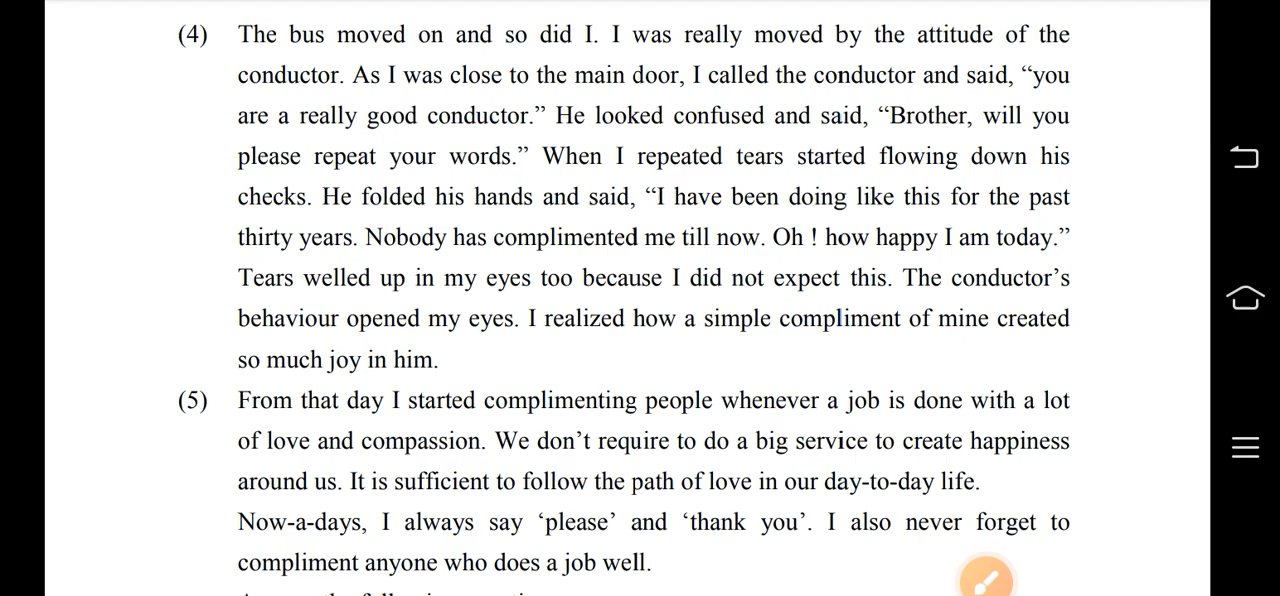 (4) The bus moved on and so did I. I was really moved by the attitude of the
conductor. As I was close to the main door, I called the conductor and said, “you
are a really good conductor.” He looked confused and said, “Brother, will you
please repeat your words.” When I repeated tears started flowing down his
checks. He folded his hands and said, “I have been doing like this for the past
thirty years. Nobody has complimented me till now. Oh ! how happy I am today.”
Tears welled up in my eyes too because I did not expect this. The conductor’s
behaviour opened my eyes. I realized how a simple compliment of mine created
so much joy in him.
(5) From that day I started complimenting people whenever a job is done with a lot
of love and compassion. We don’t require to do a big service to create happiness
around us. It is sufficient to follow the path of love in our day-to-day life.
Now-a-days, I always say ‘please’ and ‘thank you’. I also never forget to
compliment anyone who does a job well.